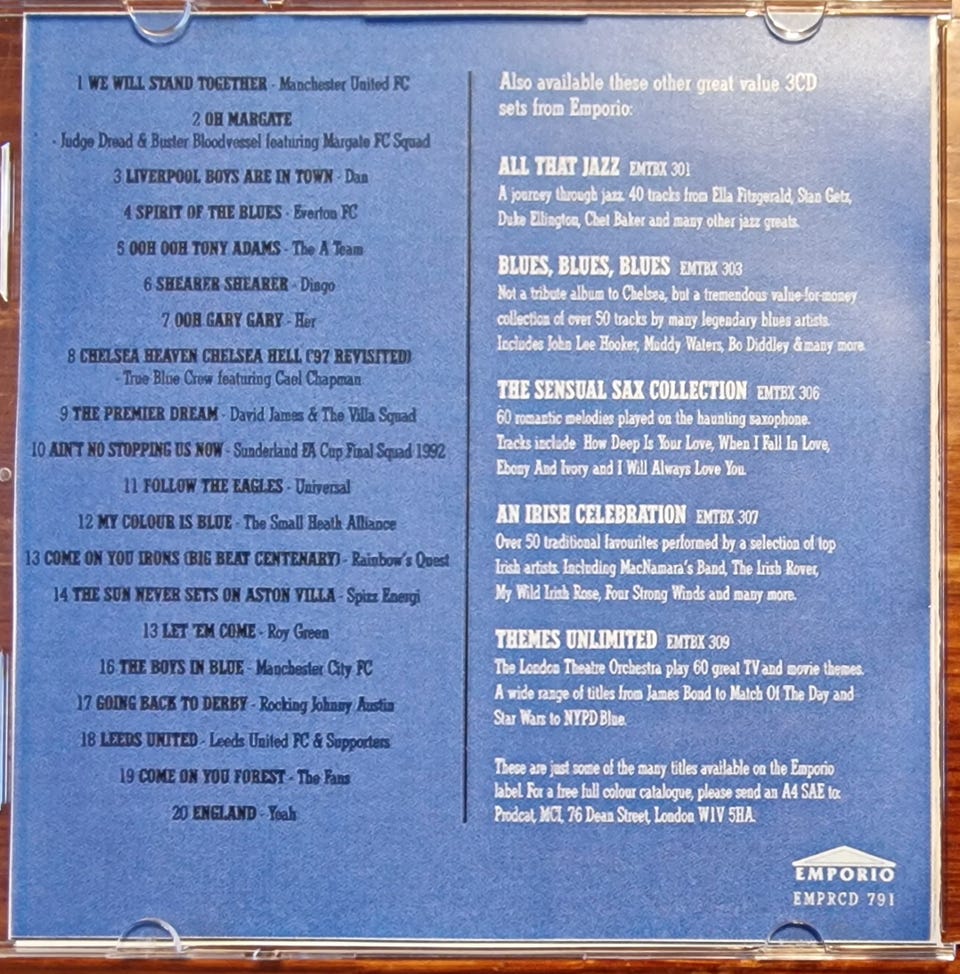 1 WE WILL STAND TOGETHER - Manchester United FC
2 OH MARGATE
- Judge Dread & Buster Bloodvessel featuring Margate FC Squad
3 LIVERPOOL BOYS ARE IN TOWN - Dan
4 SPIRIT OF THE BLUES - Everton FC
5 OOH OOH TONY ADAMS - The A Team
6 SHEARER SHEARER - Dingo
7 OOH GARY GARY - Her
8 CHELSEA HEAVEN CHELSEA HELL ('97 REVISITED)
- True Blue Crew featuring Gael Chapman
9 THE PREMIER DREAM - David James & The Villa Squad
10 AIN'T NO STOPPING US NOW - Sunderland FA Cup Final Squad 1992
11 FOLLOW THE EAGLES - Universal
12 MY COLOUR IS BLUE - The Small Heath Alliance
13 COME ON YOU IRONS (BIG BEAT CENTENARY) - Rainbow's Quest
14 THE SUN NEVER SETS ON ASTON VILLA - Spizz Energi
13 LET 'EM COME - Roy Green
16 THE BOYS IN BLUE - Manchester City FC
17 GOING BACK TO DERBY - Rocking Johnny Austin
18 LEEDS UNITED - Leeds United FC & Supporters
19 COME ON YOU FOREST - The Fans
20 ENGLAND - Yeah
Also available these other great value 3CD
sets from Emporio:
ALL THAT JAZZ EMTBX 301
A journey through jazz. 40 tracks from Ella Fitzgerald, Stan Getz,
Duke Ellington, Chet Baker and many other jazz greats.
BLUES, BLUES, BLUES EMTBX 303
Not a tribute album to Chelsea, but a tremendous value-for-money
collection of over 50 tracks by many legendary blues artists.
Includes John Lee Hooker, Muddy Waters, Bo Diddley & many more.
THE SENSUAL SAX COLLECTION EMTBX 306
60 romantic melodies played on the haunting saxophone.
Tracks include How Deep Is Your Love, When I Fall In Love,
Ebony And Ivory and I Will Always Love You.
AN IRISH CELEBRATION EMTBX 307
Over 50 traditional favourites performed by a selection of top
Irish artists. Including MacNamara's Band, The Irish Rover,
My Wild Irish Rose, Four Strong Winds and many more.
THEMES UNLIMITED EMTBX 309
The London Theatre Orchestra play 60 great TV and movie themes.
A wide range of titles from James Bond to Match Of The Day and
Star Wars to NYPD Blue.
These are just some of the many titles available on the Emporio
label. For a free full colour catalogue, please send an A4 SAE to:
Prodcat, MCI, 76 Dean Street, London W1V 5HA.
EMPORIO
EMPRCD 791